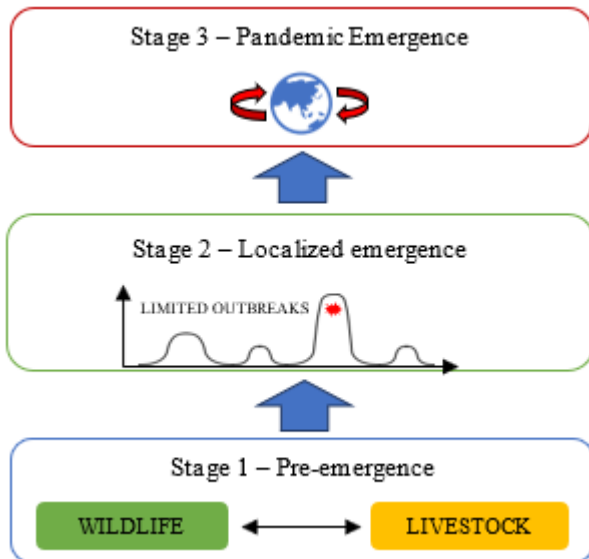 Stage 3 – Pandemic Emergence
Stage 2 – Localized emergence
LIMITED OUTBREAKS
Stage 1 – Pre-emergence
WILDLIFE
LIVESTOCK